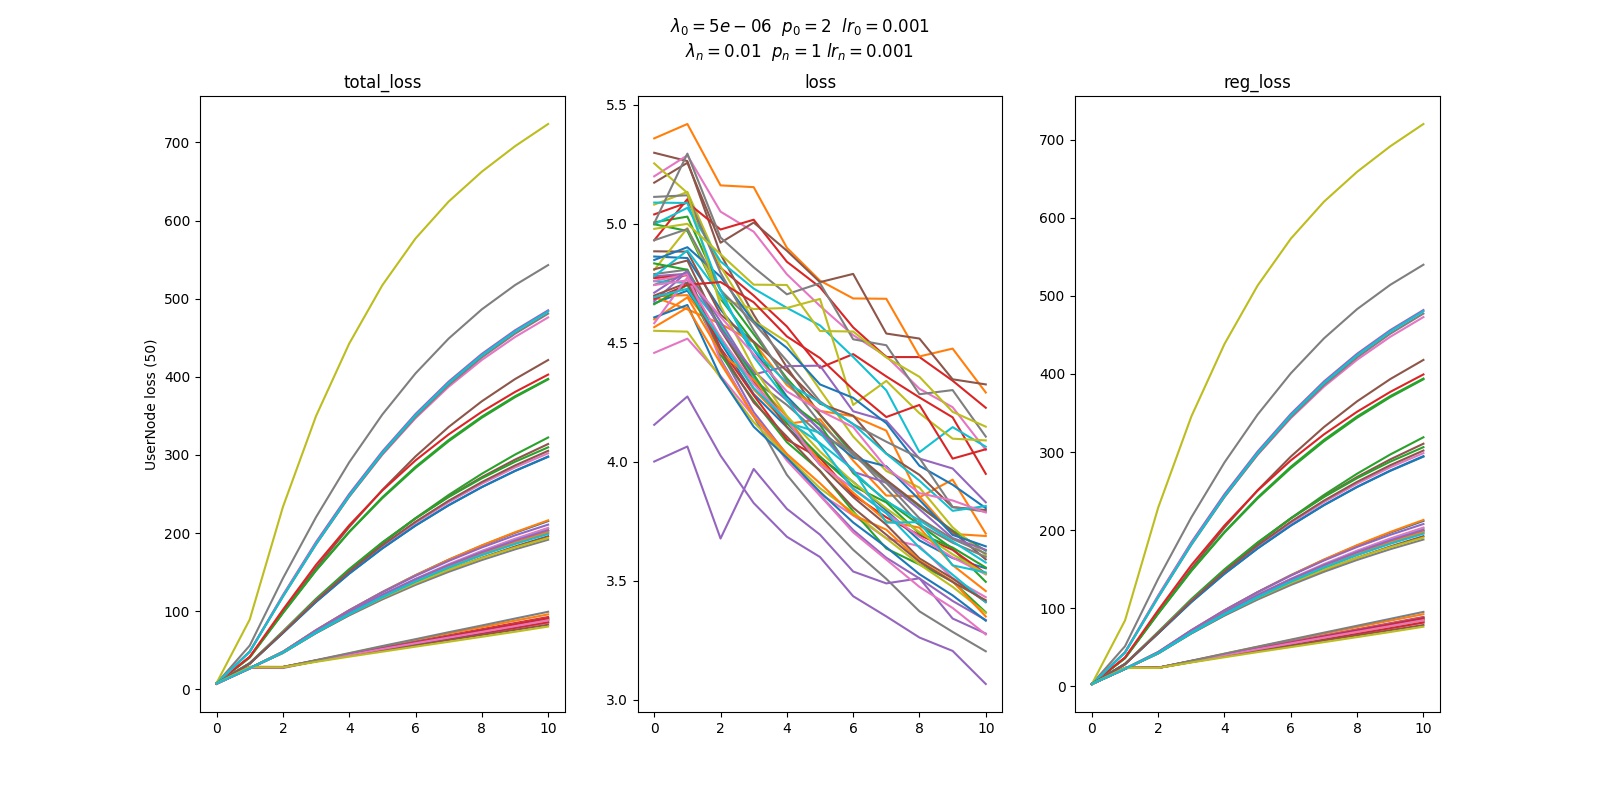 λ₀ = 5e − 06 p₀ = 2 lr₀ = 0.001
λₙ = 0.01 pₙ = 1 lrₙ = 0.001
total_loss
loss
reg_loss
UserNode loss (50)
700
600
500
400
300
200
100
0
0 2 4 6 8 10
5.5
5.0
4.5
4.0
3.5
3.0
0 2 4 6 8 10
700
600
500
400
300
200
100
0
0 2 4 6 8 10